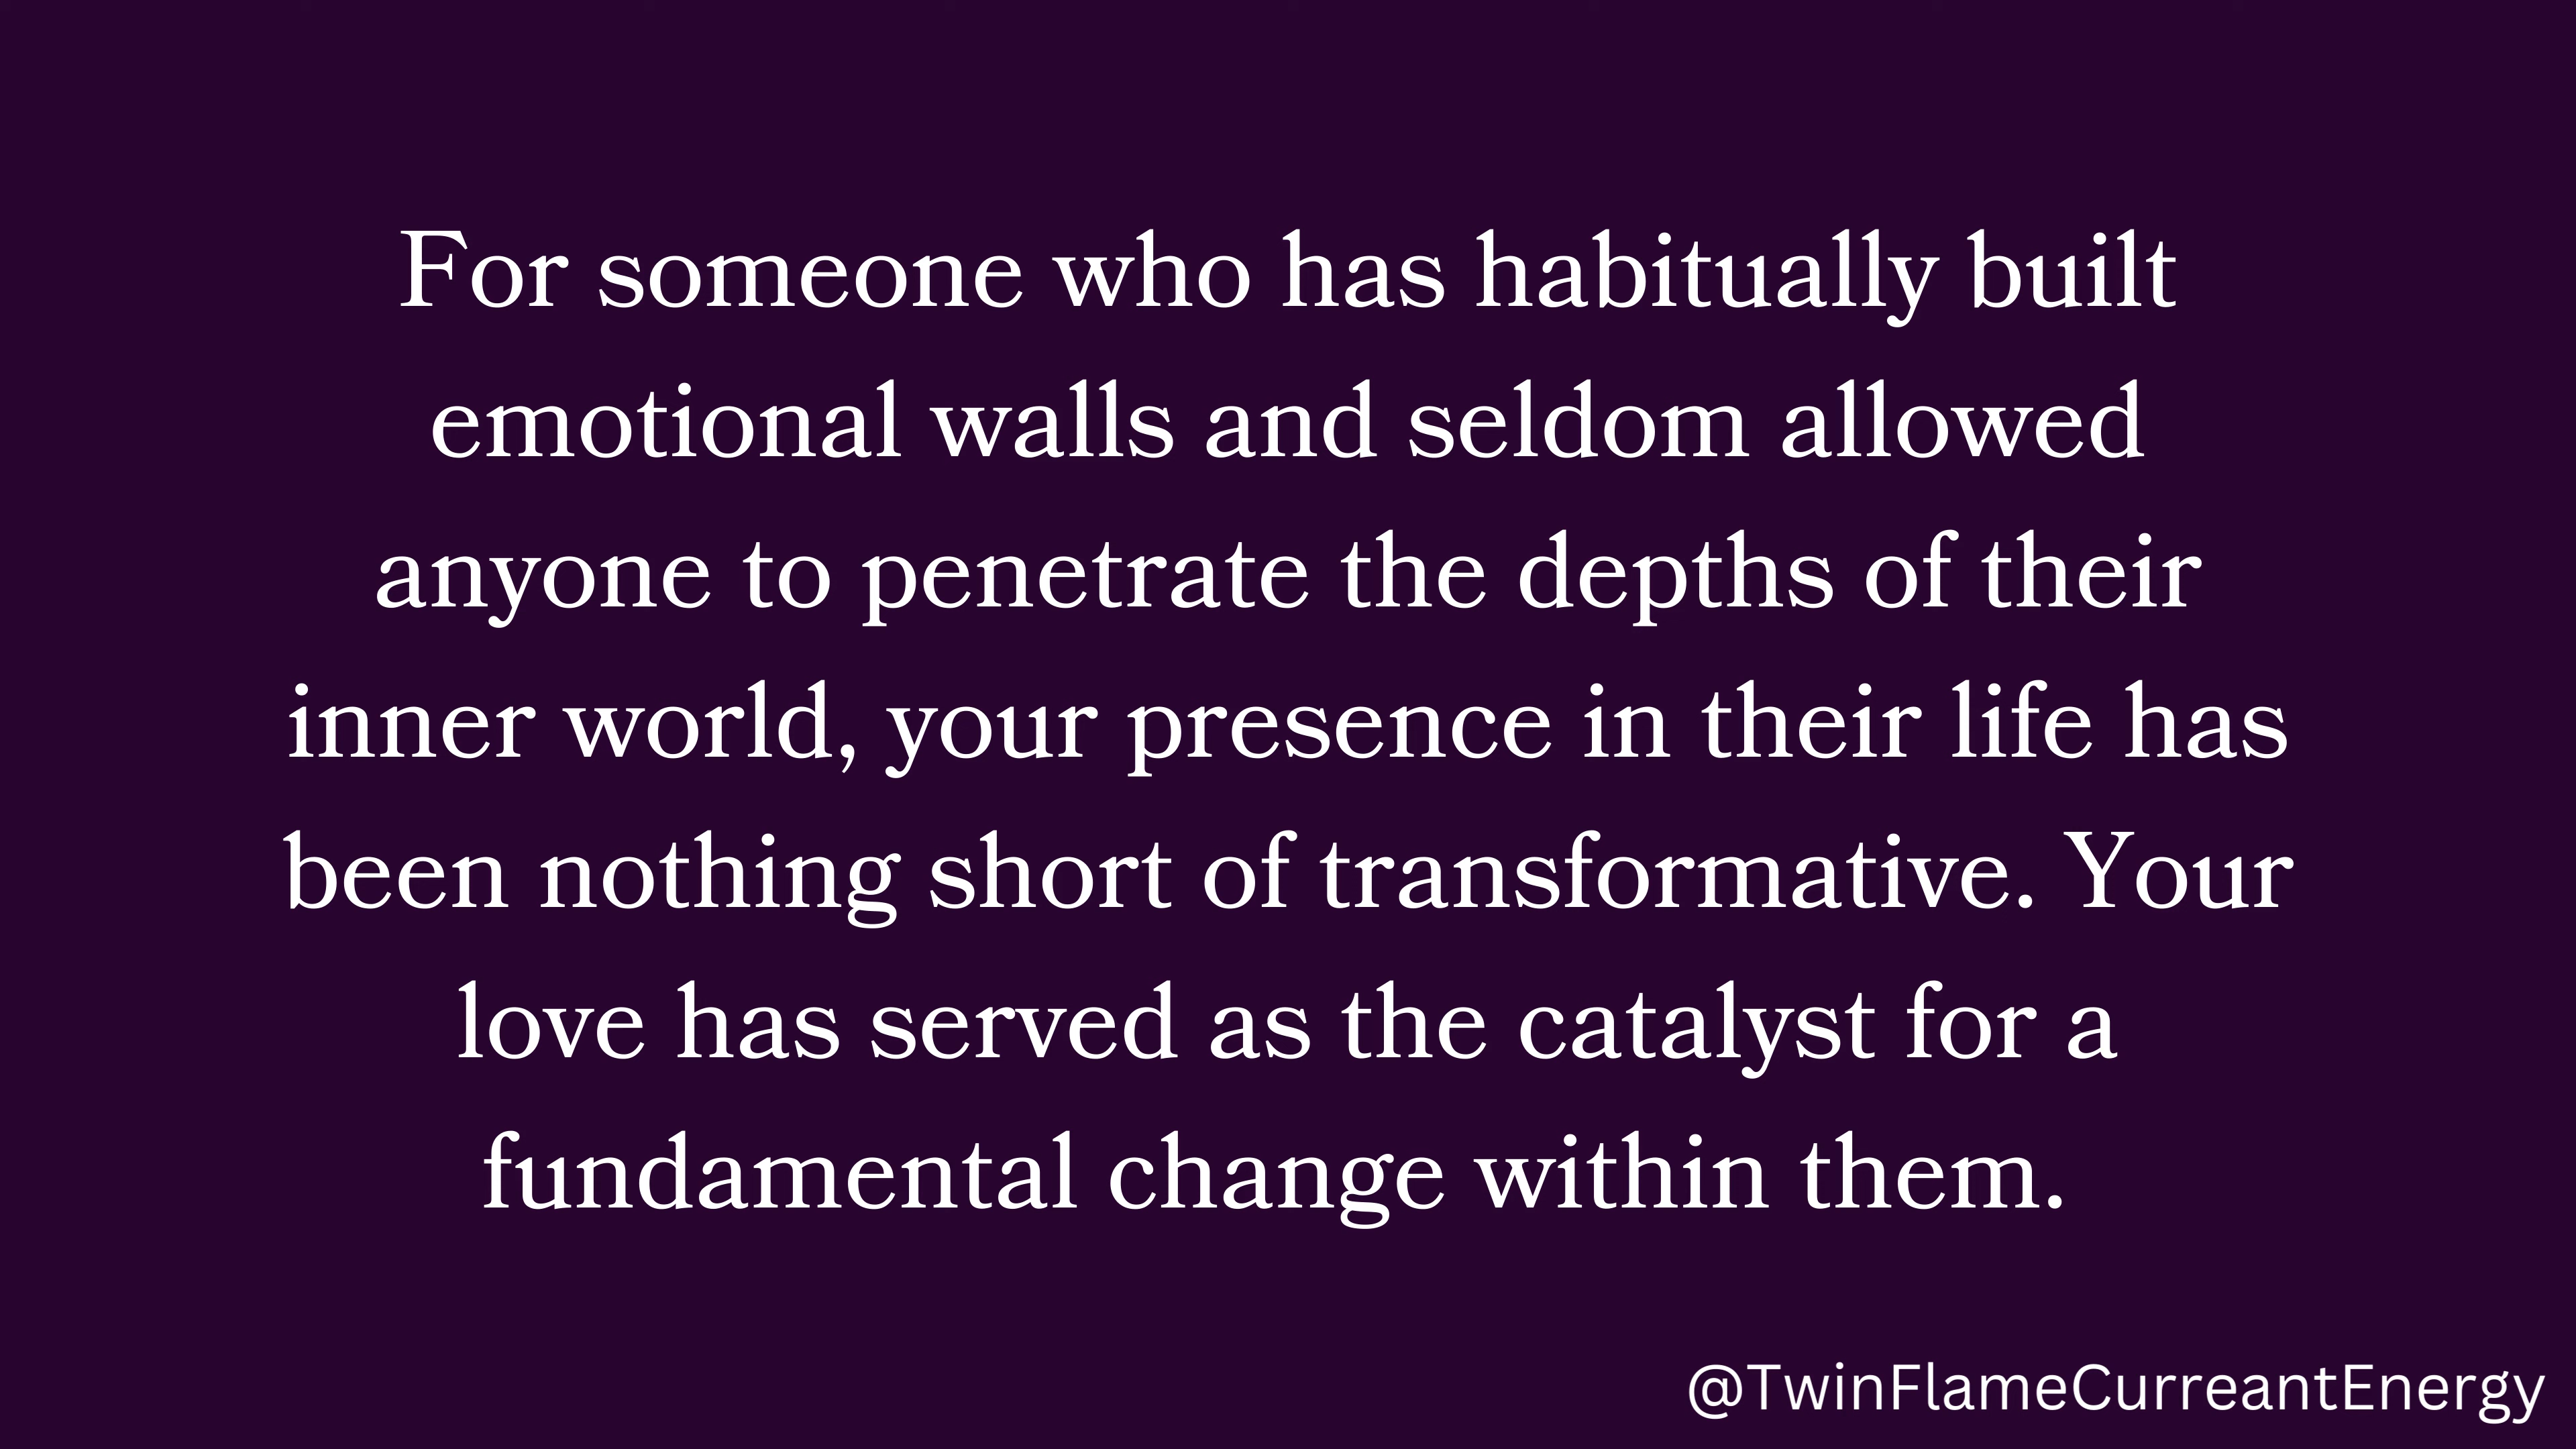 For someone who has habitually built
emotional walls and seldom allowed
anyone to penetrate the depths of their
inner world, your presence in their life has
been nothing short of transformative. Your
love has served as the catalyst for a
fundamental change within them.
@TwinFlameCurreantEnergy